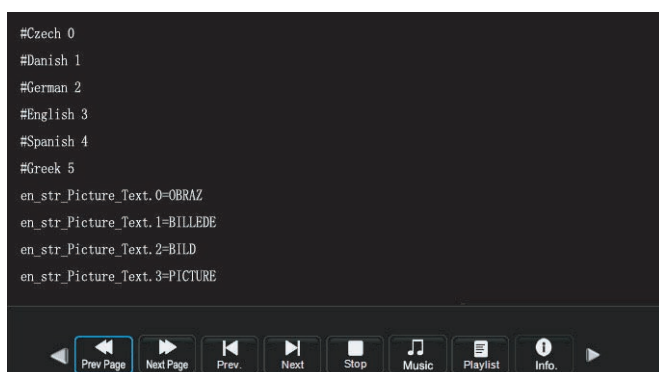 #Czech 0
#Danish 1
#German 2
#English 3
#Spanish 4
#Greek 5
en_str_Picture_Text.0=OBRAZ
en_str_Picture_Text.1=BILLEDE
en_str_Picture_Text.2=BILD
en_str_Picture_Text.3=PICTURE
Prev Page Next Page Prev. Next Stop Music Playlist Info.